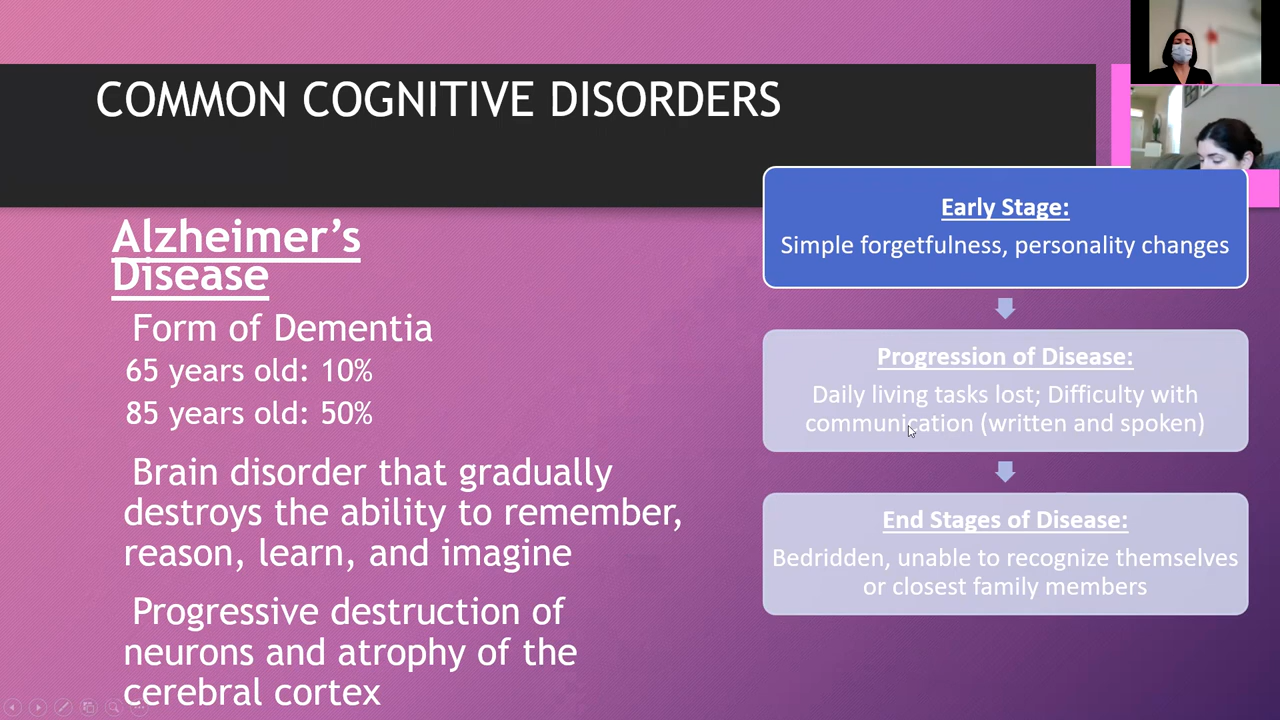 COMMON COGNITIVE DISORDERS
Alzheimer’s
Disease
Form of Dementia
65 years old: 10%
85 years old: 50%
Brain disorder that gradually
destroys the ability to remember,
reason, learn, and imagine
Progressive destruction of
neurons and atrophy of the
cerebral cortex
Early Stage:
Simple forgetfulness, personality changes
Progression of Disease:
Daily living tasks lost; Difficulty with
communication (written and spoken)
End Stages of Disease:
Bedridden, unable to recognize themselves
or closest family members